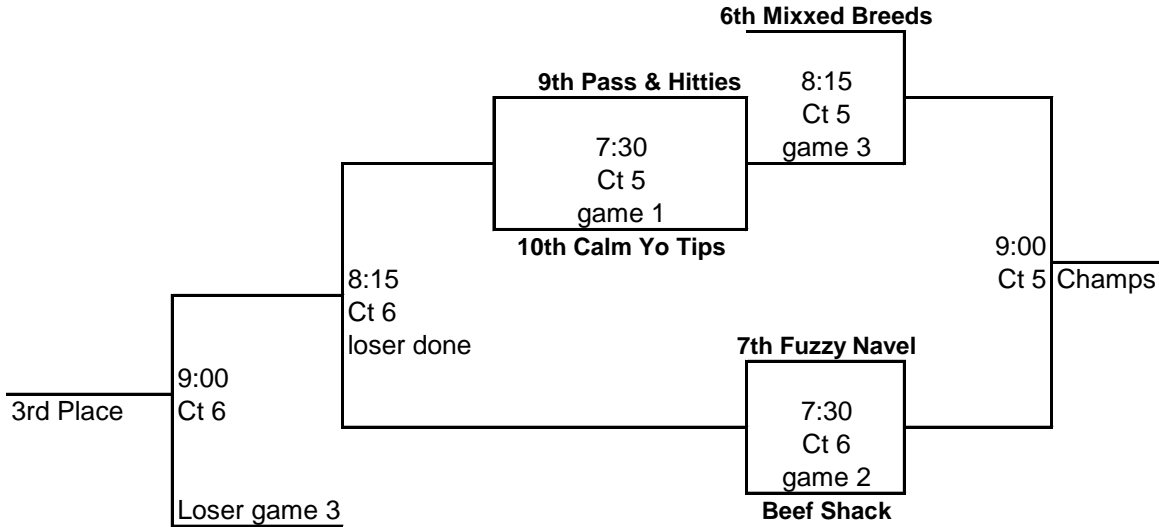 6th Mixxed Breeds
9th Pass & Hitties
8:15
Ct 5
game 3
7:30
Ct 5
game 1
10th Calm Yo Tips
9:00
Ct 5
Champs
8:15
Ct 6
loser done
7th Fuzzy Navel
9:00
Ct 6
3rd Place
7:30
Ct 6
game 2
Loser game 3
Beef Shack